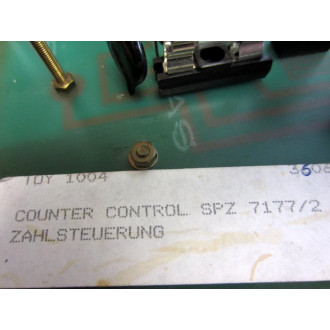 TDY 1004 3608
COUNTER CONTROL SPZ 7177/2
ZAHLSTEUERUNG